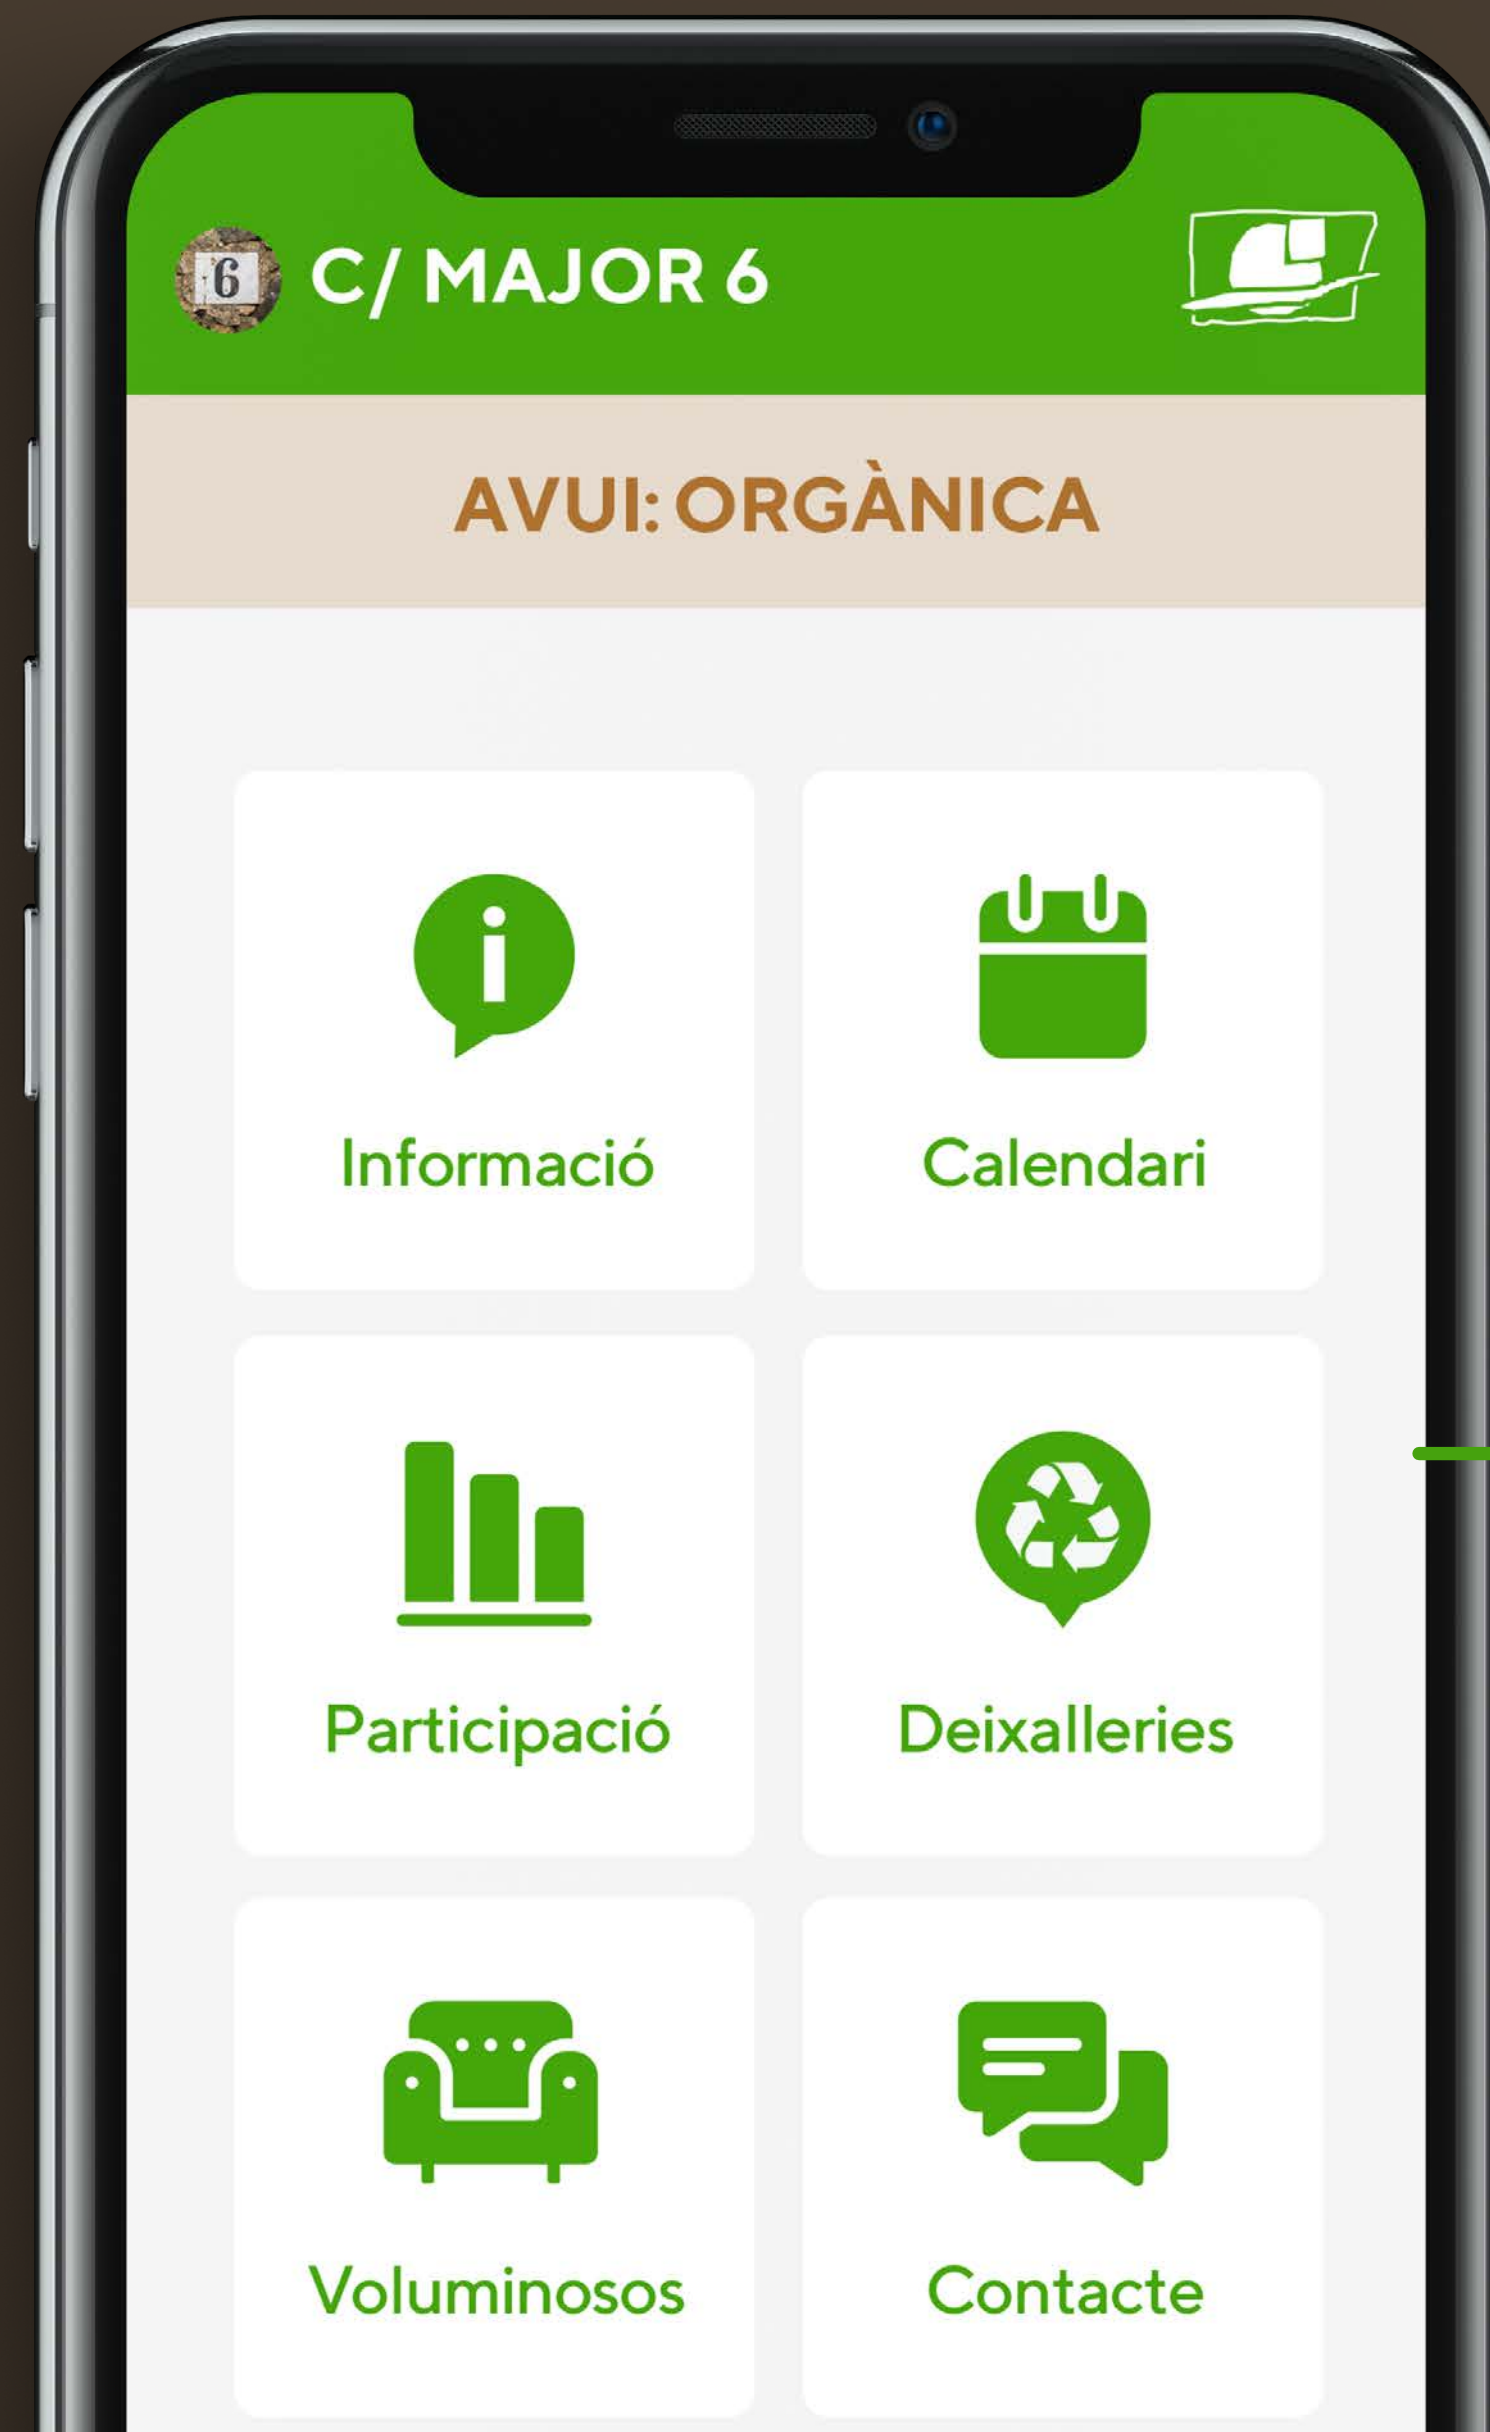 6 C/ MAJOR 6
AVUI: ORGÀNICA
Informació
Calendari
Participació
Deixalleries
Voluminosos
Contacte